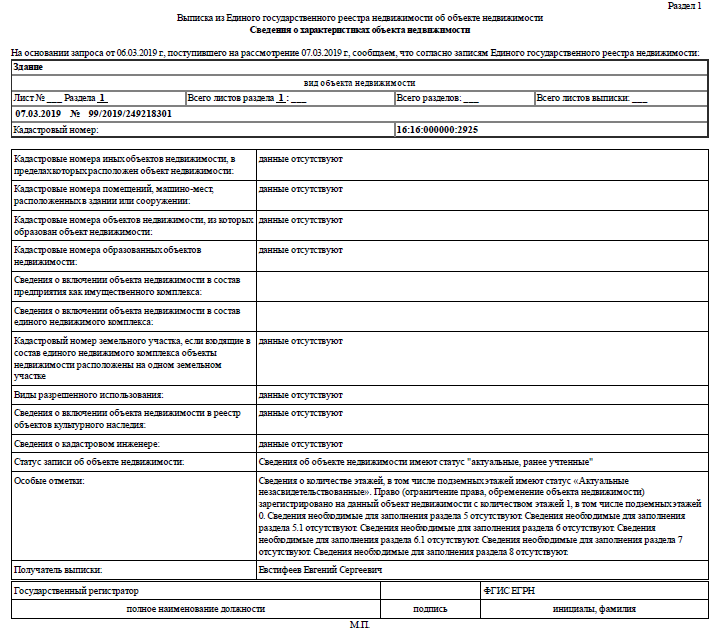 Раздел 1
Выписка из Единого государственного реестра недвижимости об объекте недвижимости
Сведения о характеристиках объекта недвижимости
На основании запроса от 06.03.2019 г., поступившего на рассмотрение 07.03.2019 г., сообщаем, что согласно записям Единого государственного реестра недвижимости:
Здание
вид объекта недвижимости
Лист № ___ Раздела 1 Всего листов раздела 1 : ___ Всего разделов: ___ Всего листов выписки: ___
07.03.2019 № 99/2019/249218301
Кадастровый номер: 16:16:000000:2925
Кадастровые номера иных объектов недвижимости, в данные отсутствуют
пределах которых расположен объект недвижимости:
Кадастровые номера помещений, машино-мест, данные отсутствуют
расположенных в здании или сооружении:
Кадастровые номера объектов недвижимости, из которых данные отсутствуют
образован объект недвижимости:
Кадастровые номера образованных объектов данные отсутствуют
недвижимости:
Сведения о включении объекта недвижимости в состав
предприятия как имущественного комплекса:
Сведения о включении объекта недвижимости в состав
единого недвижимого комплекса:
Кадастровый номер земельного участка, если входящие в данные отсутствуют
состав единого недвижимого комплекса объекты
недвижимости расположены на одном земельном
участке
Виды разрешенного использования: данные отсутствуют
Сведения о включении объекта недвижимости в реестр данные отсутствуют
объектов культурного наследия:
Сведения о кадастровом инженере: данные отсутствуют
Статус записи об объекте недвижимости: Сведения об объекте недвижимости имеют статус "актуальные, ранее учтенные"
Особые отметки: Сведения о количестве этажей, в том числе подземных этажей имеют статус «Актуальные
незасвидетельствованные». Право (ограничение права, обременение объекта недвижимости)
зарегистрировано на данный объект недвижимости с количеством этажей 1, в том числе подземных этажей
0. Сведения необходимые для заполнения раздела 5 отсутствуют. Сведения необходимые для заполнения раздела
5.1 отсутствуют. Сведения необходимые для заполнения раздела 6 отсутствуют. Сведения
необходимые для заполнения раздела 6.1 отсутствуют. Сведения необходимые для заполнения раздела 7
отсутствуют. Сведения необходимые для заполнения раздела 8 отсутствуют.
Получатель выписки: Евстифеев Евгений Сергеевич
Государственный регистратор ФГИС ЕГРН
полное наименование должности подпись инициалы, фамилия
М.П.